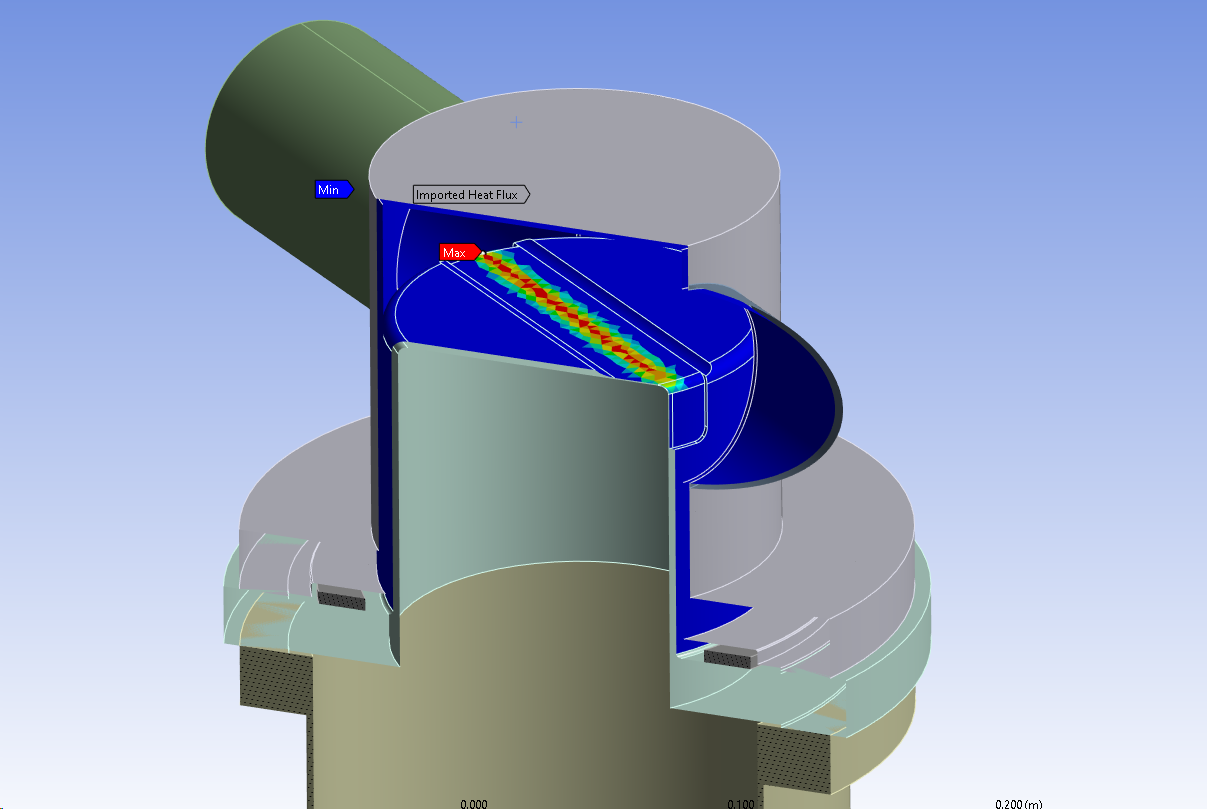 Min
Imported Heat Flux
Max
0.000
0.100
0.200 (m)